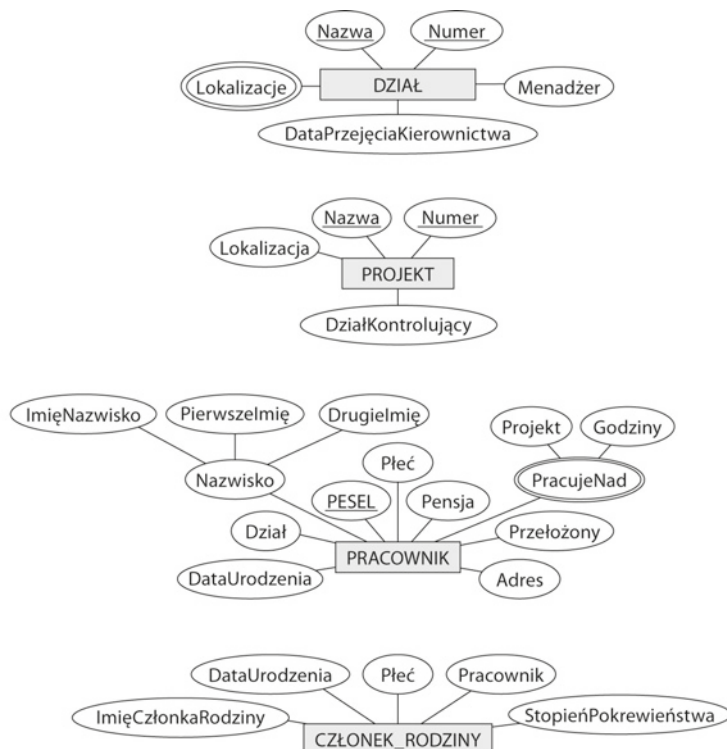 Nazwa
Numer
Lokalizacje
DZIAŁ
Menadżer
DataPrzejęciaKierownictwa
Nazwa
Numer
Lokalizacja
PROJEKT
DziałKontrolujący
ImięNazwisko
PierwszeImię
DrugieImię
Projekt
Godziny
Płeć
Nazwisko
PracujeNad
PESEL
Pensja
Dział
Przełożony
PRACOWNIK
DataUrodzenia
Adres
DataUrodzenia
Płeć
Pracownik
ImięCzłonkaRodziny
StopieńPokrewieństwa
CZŁONEK_RODZINY